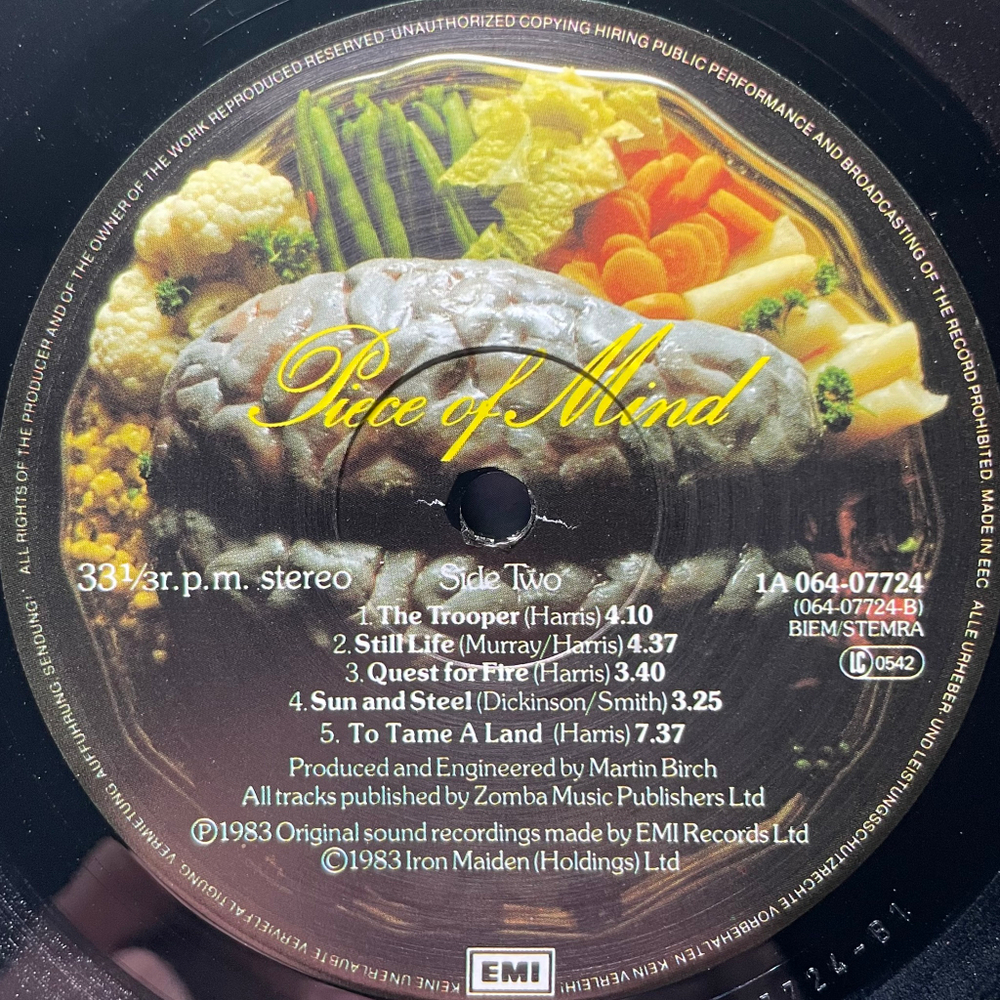 ALL RIGHTS OF THE PRODUCER AND OF THE OWNER OF THE WORK REPRODUCED RESERVED UNAUTHORIZED COPYING HIRING PUBLIC PERFORMANCE AND BROADCASTING OF THE RECORD PROHIBITED. MADE IN EEC
Piece of Mind
33⅓r.p.m. stereo
Side Two
1A 064-07724
(064-07724-B)
BIEM/STEMRA
LC 0542
1. The Trooper (Harris) 4.10
2. Still Life (Murray/Harris) 4.37
3. Quest for Fire (Harris) 3.40
4. Sun and Steel (Dickinson/Smith) 3.25
5. To Tame A Land (Harris) 7.37
Produced and Engineered by Martin Birch
All tracks published by Zomba Music Publishers Ltd
Ⓟ1983 Original sound recordings made by EMI Records Ltd
©1983 Iron Maiden (Holdings) Ltd
EMI
ALLE URHEBER- UND LEISTUNGSSCHUTZRECHTE VORBEHALTEN KEIN VERLEIH! KEINE UNERLAUBTE VERVIELFÄLTIGUNG, VERMIETUNG, AUFFÜHRUNG SENDUNG!
7724-B1